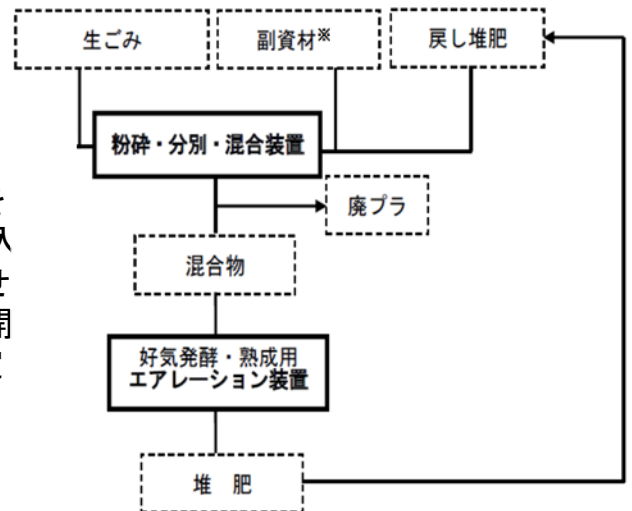 生ごみ
副資材※
戻し堆肥
粉砕・分別・混合装置
廃プラ
混合物
好気発酵・熟成用
エアレーション装置
堆 肥
せ
開